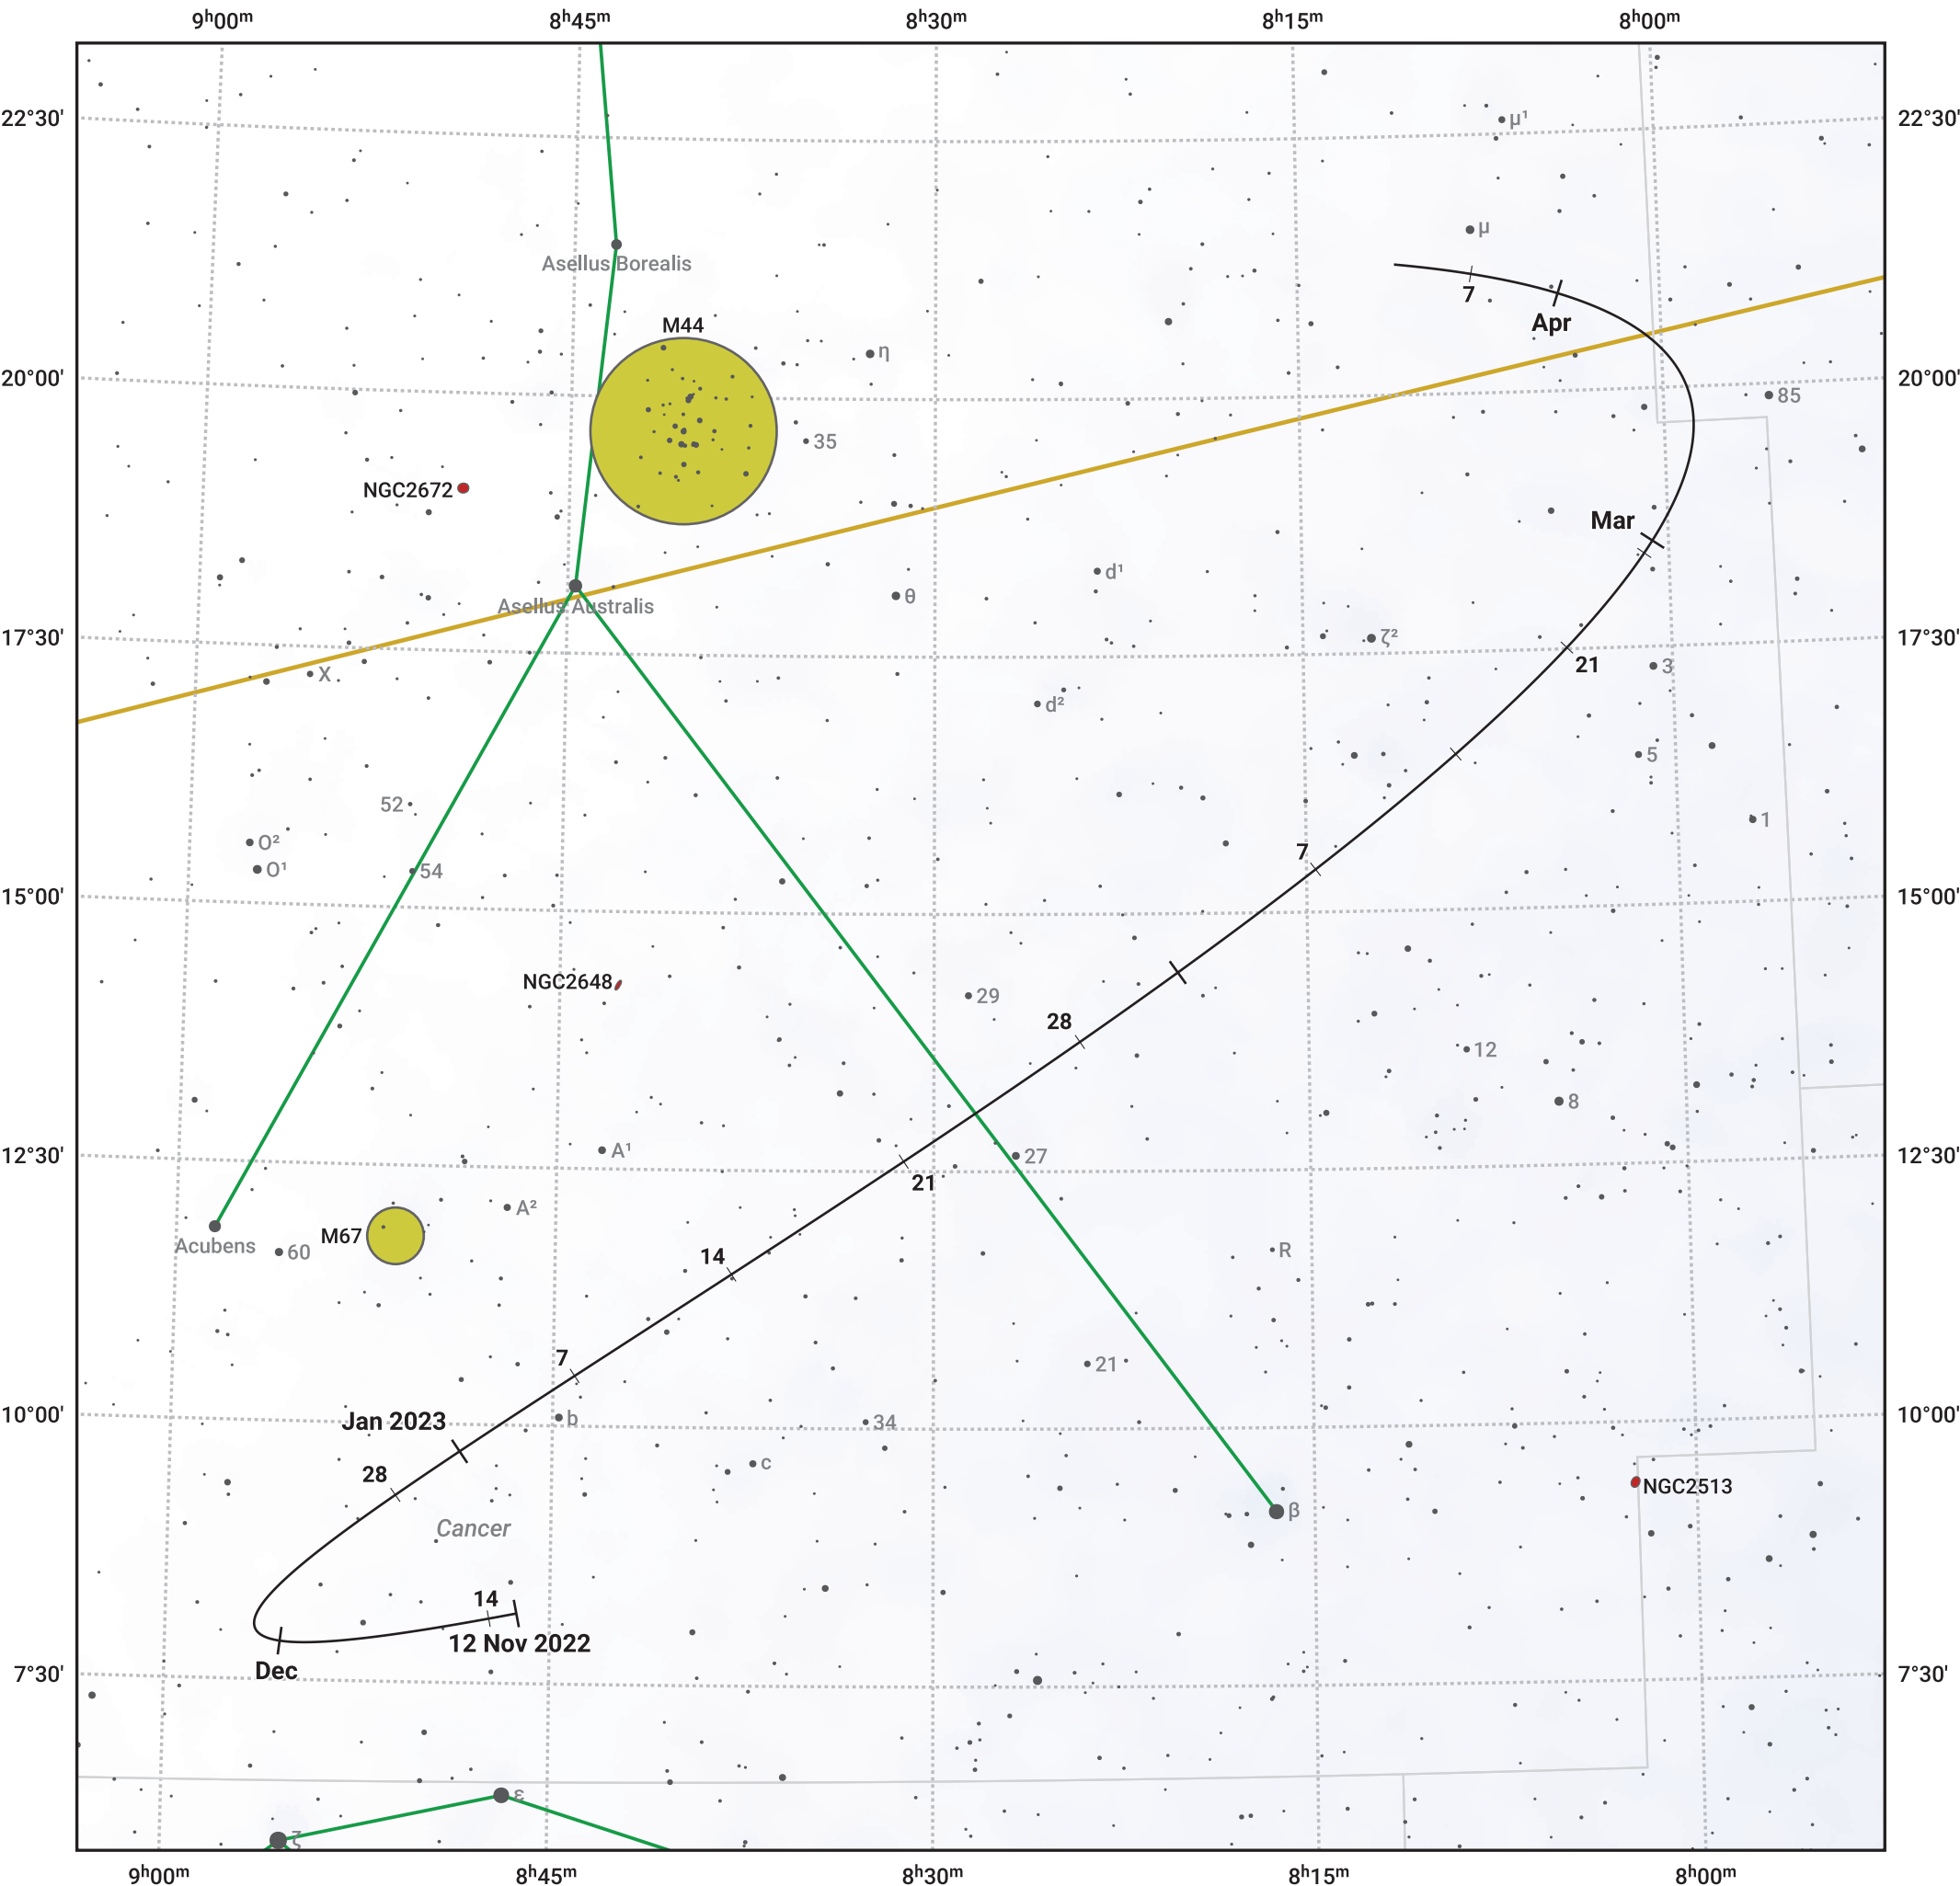 9ʰ00ᵐ 8ʰ45ᵐ 8ʰ30ᵐ 8ʰ15ᵐ 8ʰ00ᵐ
22°30' 22°30'
μ¹
μ
Asellus Borealis
7
Apr
M44
η
20°00' 20°00'
85
35
NGC2672
Mar
d¹
θ
Asellus Australis
17°30' ζ² 17°30'
21 3
X
d²
5
52
1
O²
7
O¹ 54
15°00' 15°00'
NGC2648
29
28
12
8
A¹
12°30' 27 12°30'
21
A²
M67
Acubens 60
R
14
7
21
10°00' b 10°00'
Jan 2023 34
c
28
NGC2513
β
Cancer
14
12 Nov 2022
Dec
7°30' 7°30'
ε
ζ
9ʰ00ᵐ 8ʰ45ᵐ 8ʰ30ᵐ 8ʰ15ᵐ 8ʰ00ᵐ